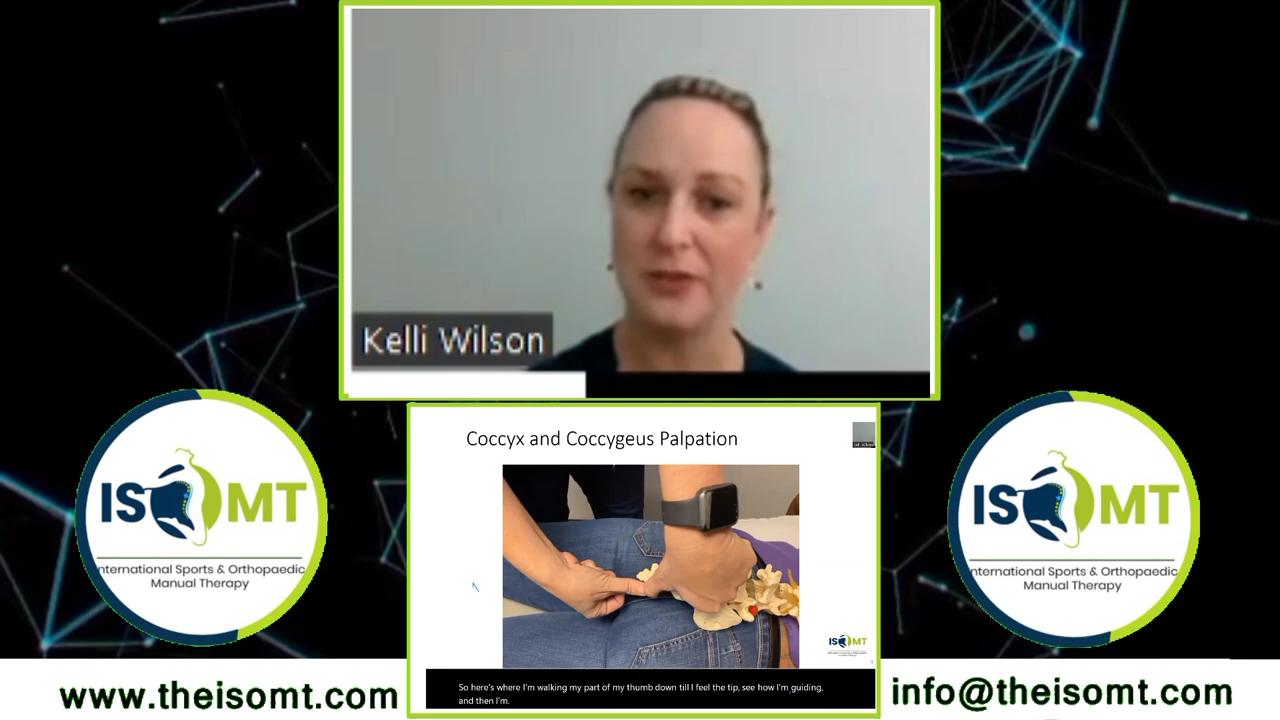 Kelli Wilson
Coccyx and Coccygeus Palpation
ISOMT
International Sports & Orthopaedic
Manual Therapy
ISOMT
International Sports & Orthopaedic
Manual Therapy
ISOMT
So here's where I'm walking my part of my thumb down till I feel the tip, see how I'm guiding,
and then I'm.
www.theisomt.com
info@theisomt.com